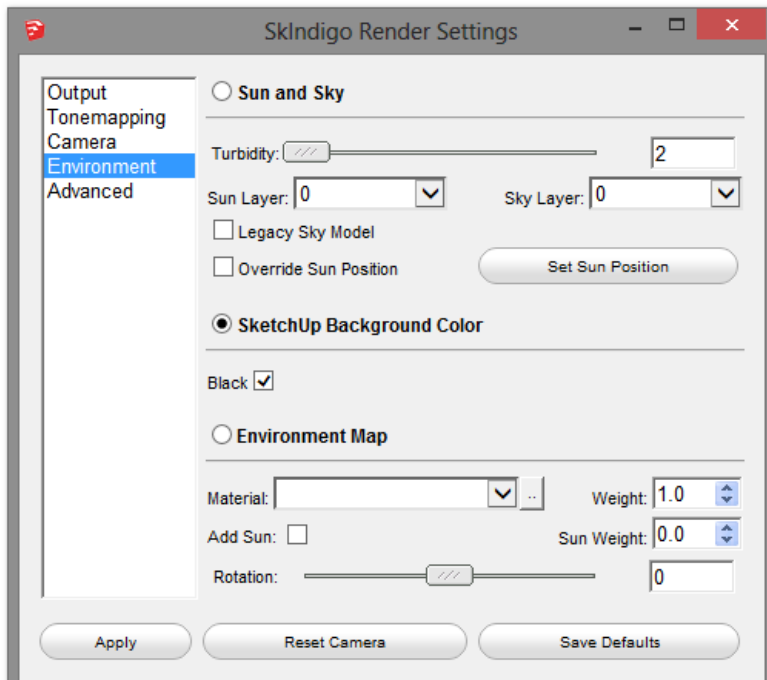 SkIndigo Render Settings
Output
Tonemapping
Camera
Environment
Advanced
Sun and Sky
Turbidity: 2
Sun Layer: 0 Sky Layer: 0
Legacy Sky Model
Override Sun Position Set Sun Position
SketchUp Background Color
Black
Environment Map
Material: .. Weight: 1.0
Add Sun: Sun Weight: 0.0
Rotation: 0
Apply Reset Camera Save Defaults